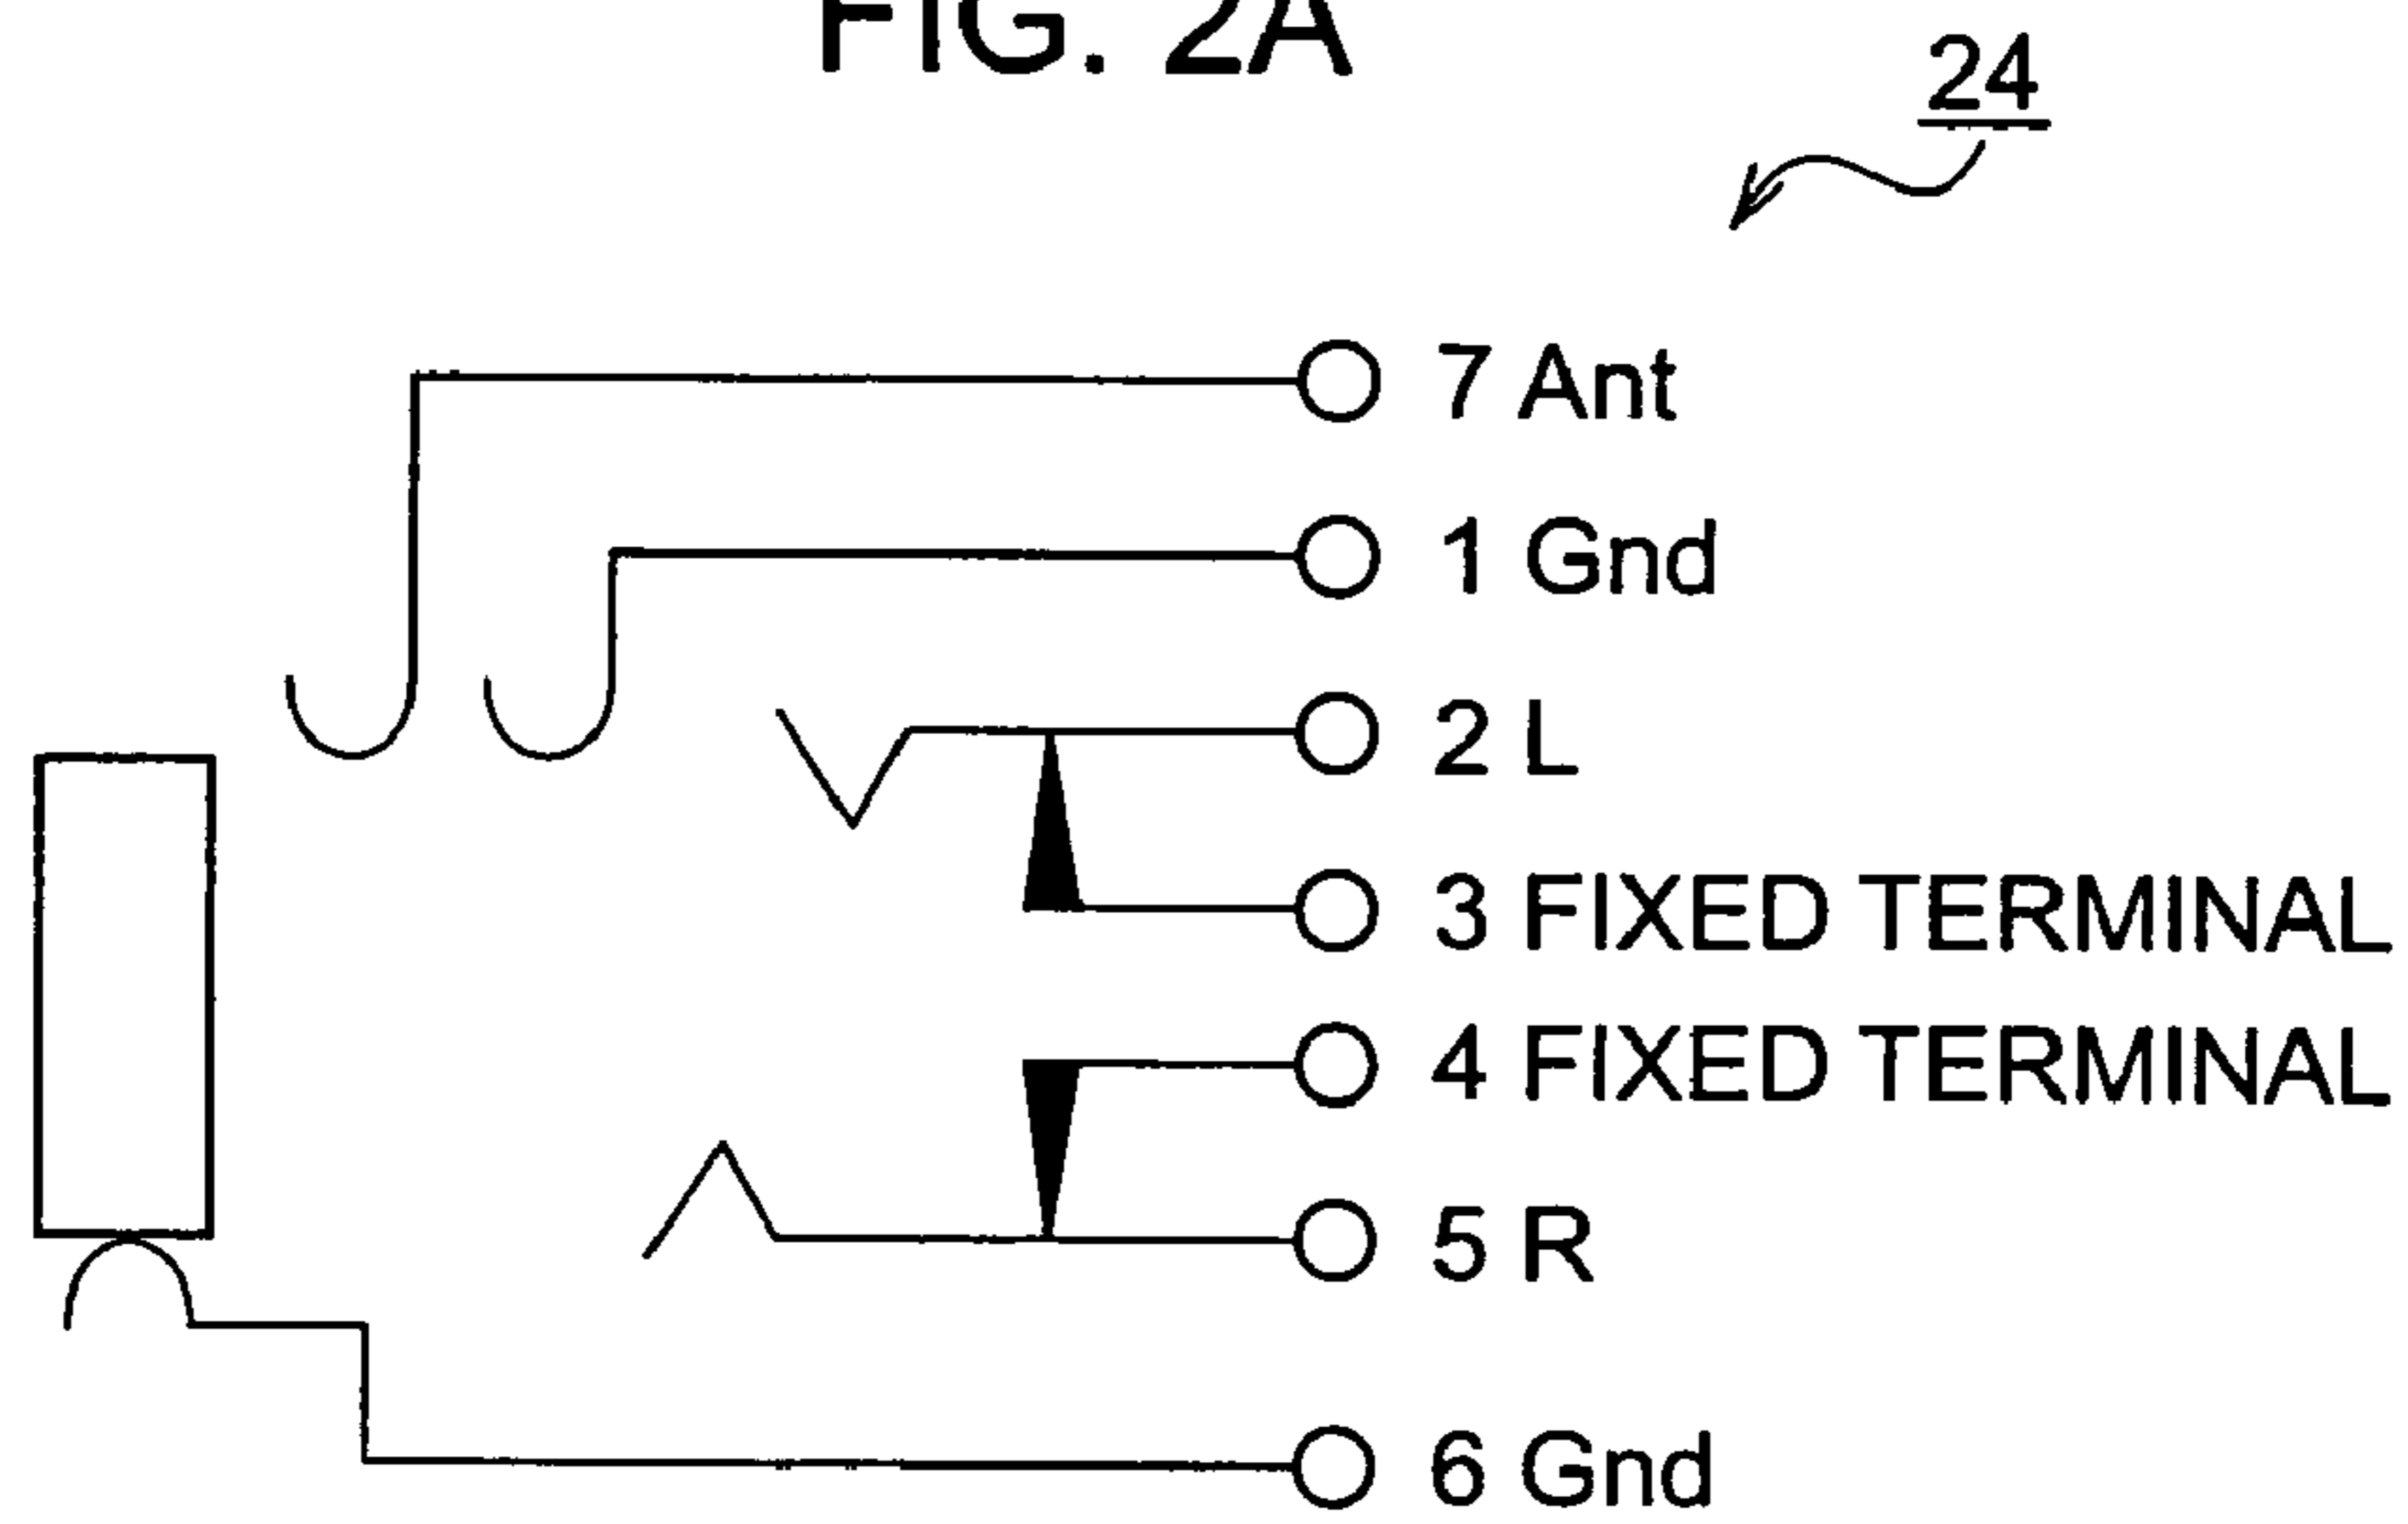 FIG. 2A
24
7 Ant
1 Gnd
2 L
3 FIXED TERMINAL
4 FIXED TERMINAL
5 R
6 Gnd